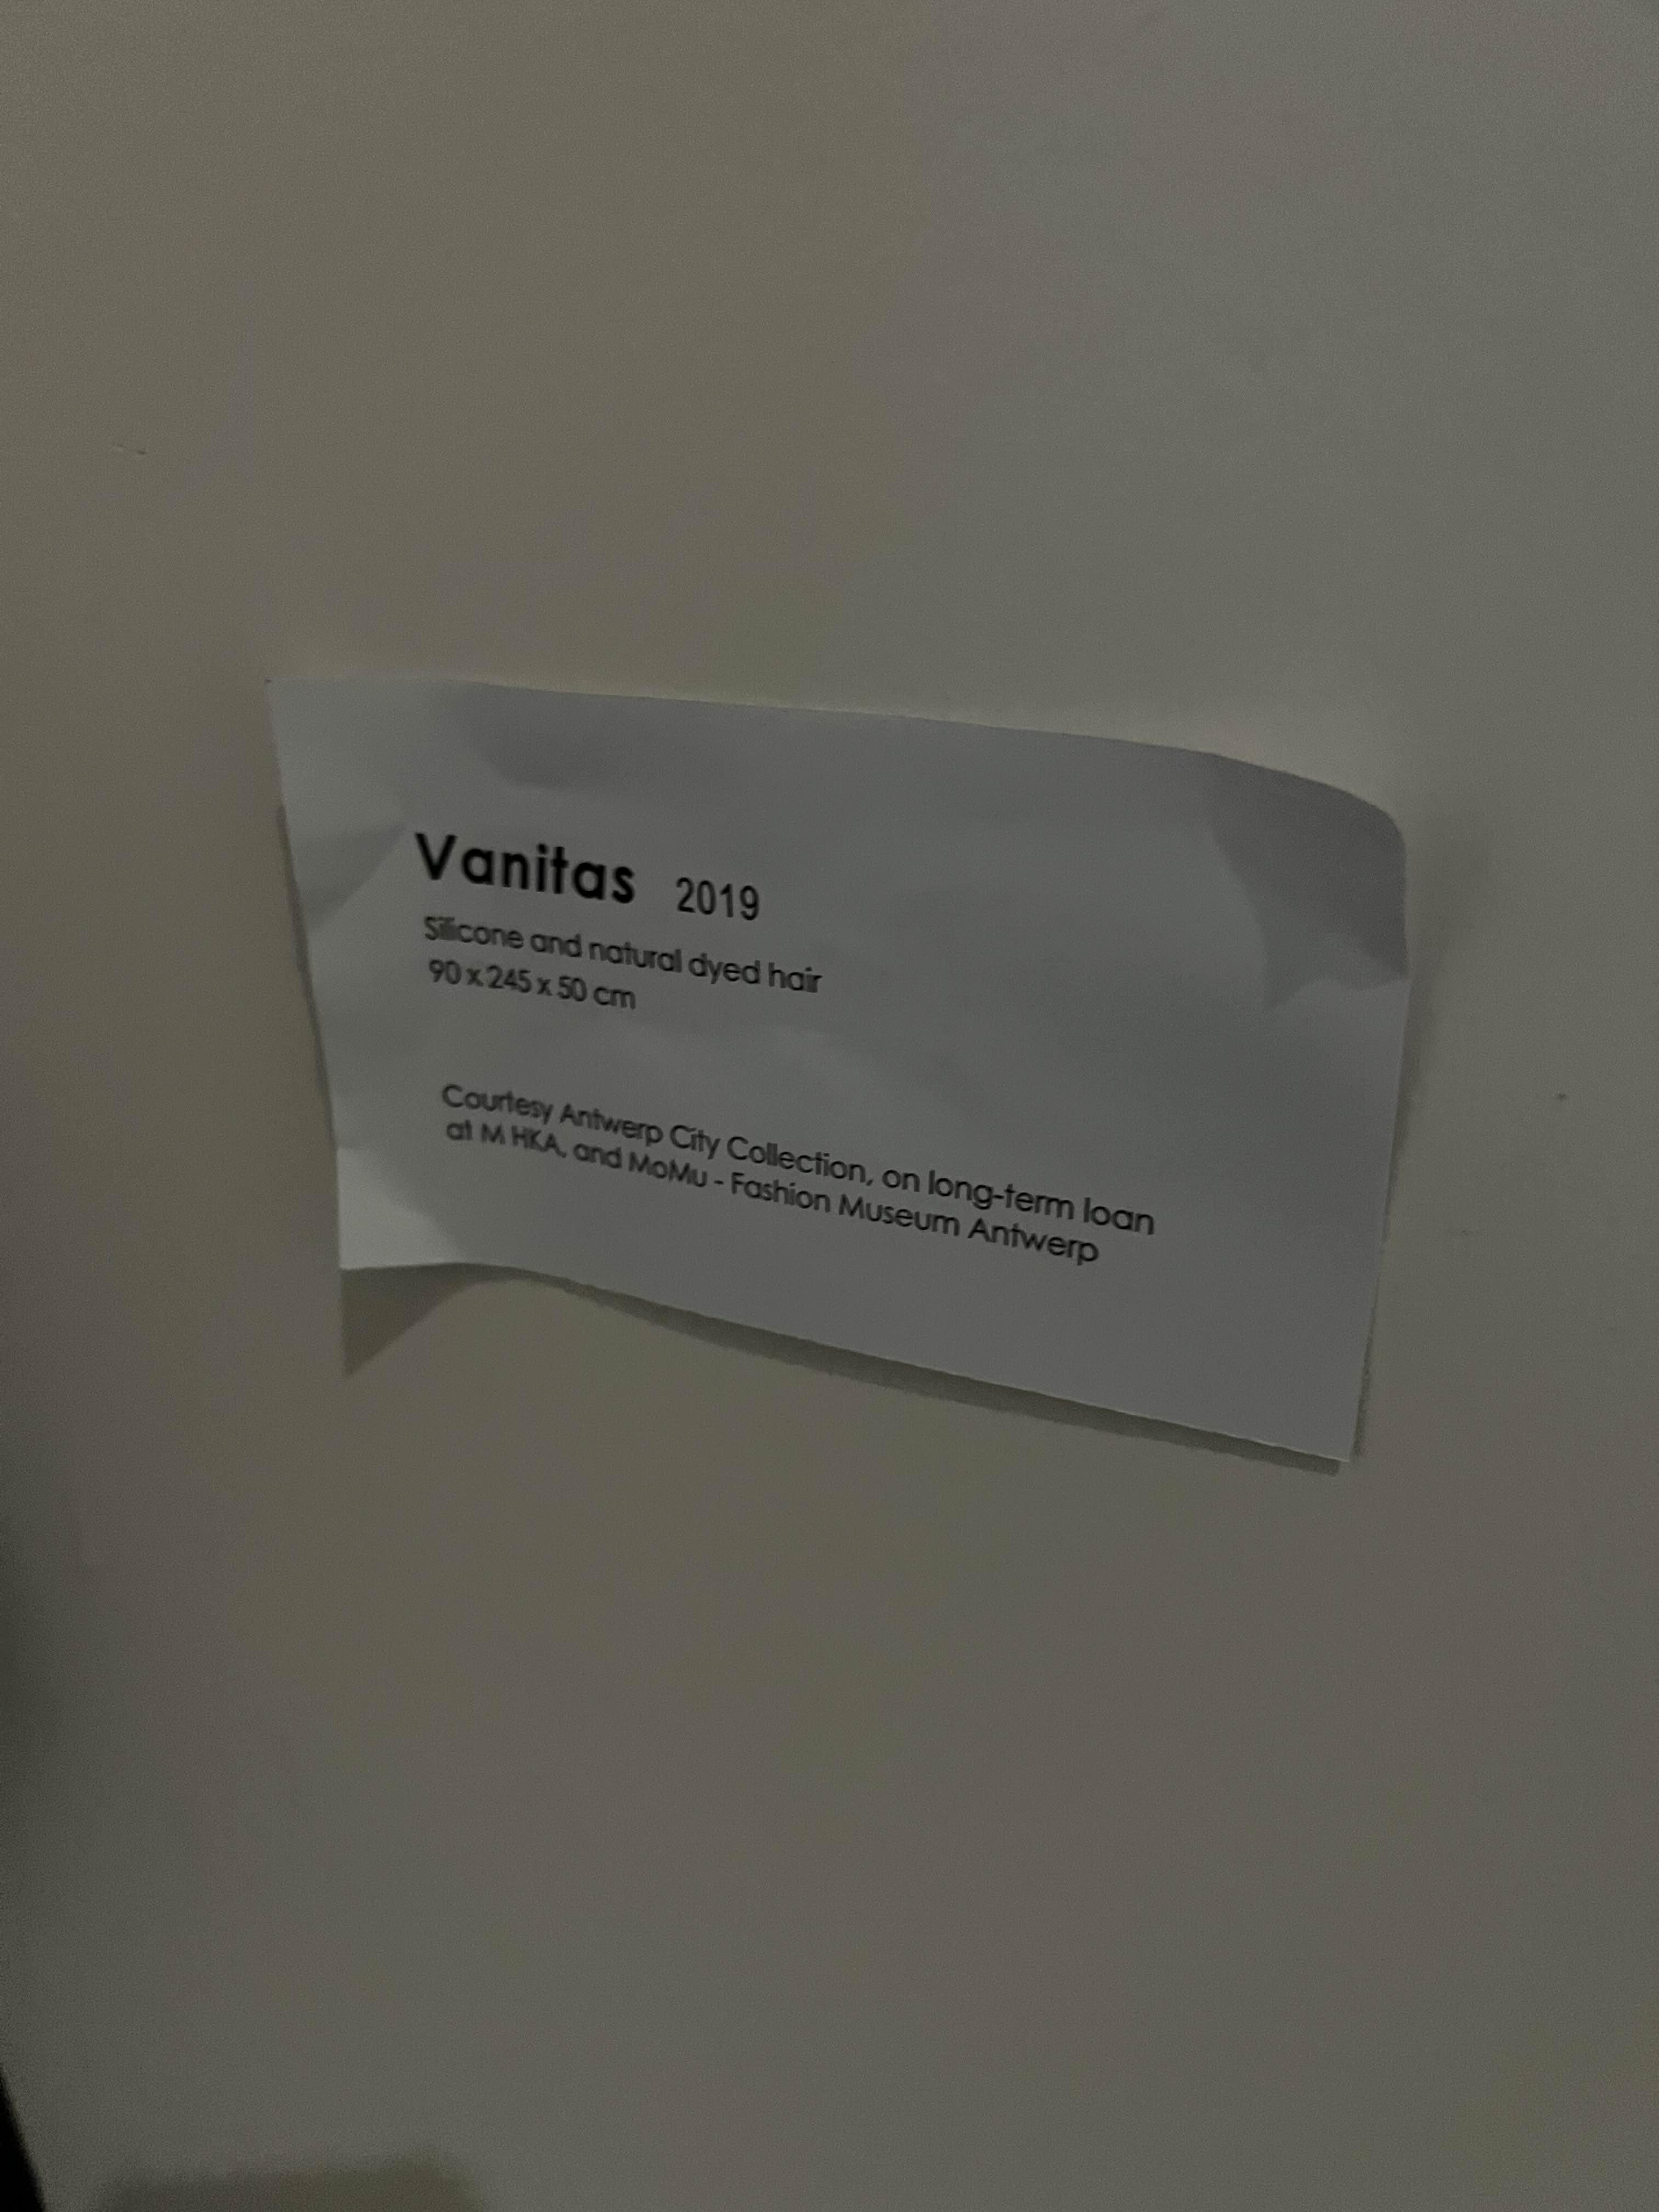 Vanitas 2019
Silicone and natural dyed hair
90 x 245 x 50 cm
Courtesy Antwerp City Collection, on long-term loan
at M HKA, and MoMu - Fashion Museum Antwerp